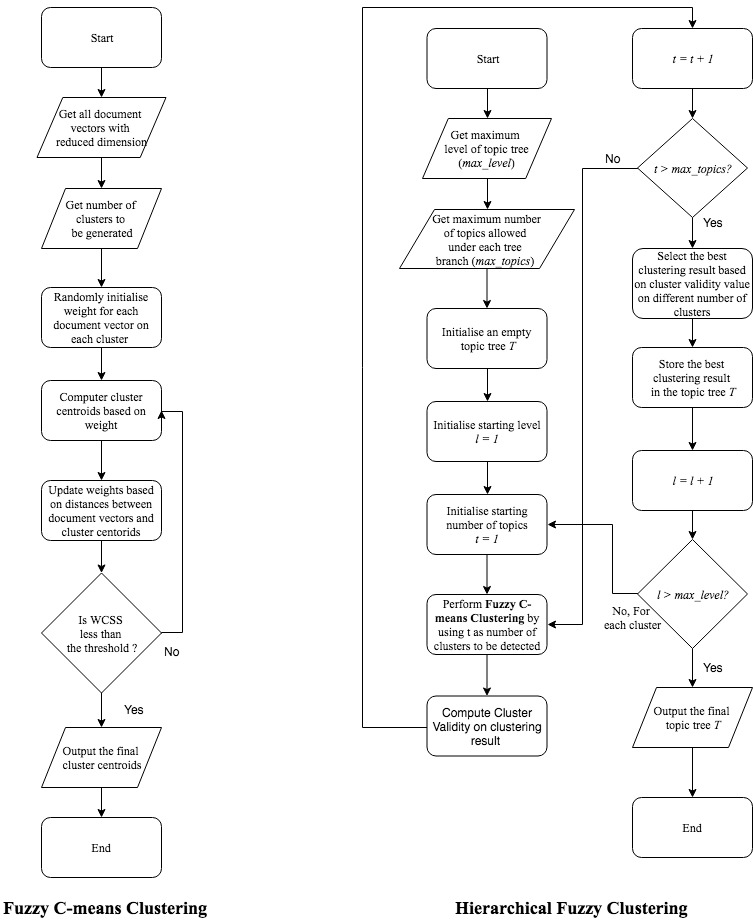 Start
Get all document
vectors with
reduced dimension
Get number of
clusters to
be generated
Randomly initialise
weight for each
document vector on
each cluster
Computer cluster
centroids based on
weight
Update weights based
on distances between
document vectors and
cluster centorids
Is WCSS
less than
the threshold ?
No
Yes
Output the final
cluster centroids
End
Fuzzy C-means Clustering
Start
Get maximum
level of topic tree
(max_level)
Get maximum number
of topics allowed
under each tree
branch (max_topics)
Initialise an empty
topic tree T
Initialise starting level
l = 1
Initialise starting
number of topics
t = 1
Perform Fuzzy C-
means Clustering by
using t as number of
clusters to be detected
Compute Cluster
Validity on clustering
result
t = t + 1
t > max_topics?
No
Yes
Select the best
clustering result based
on cluster validity value
on different number of
clusters
Store the best
clustering result
in the topic tree T
l = l + 1
l > max_level?
No, For
each cluster
Yes
Output the final
topic tree T
End
Hierarchical Fuzzy Clustering